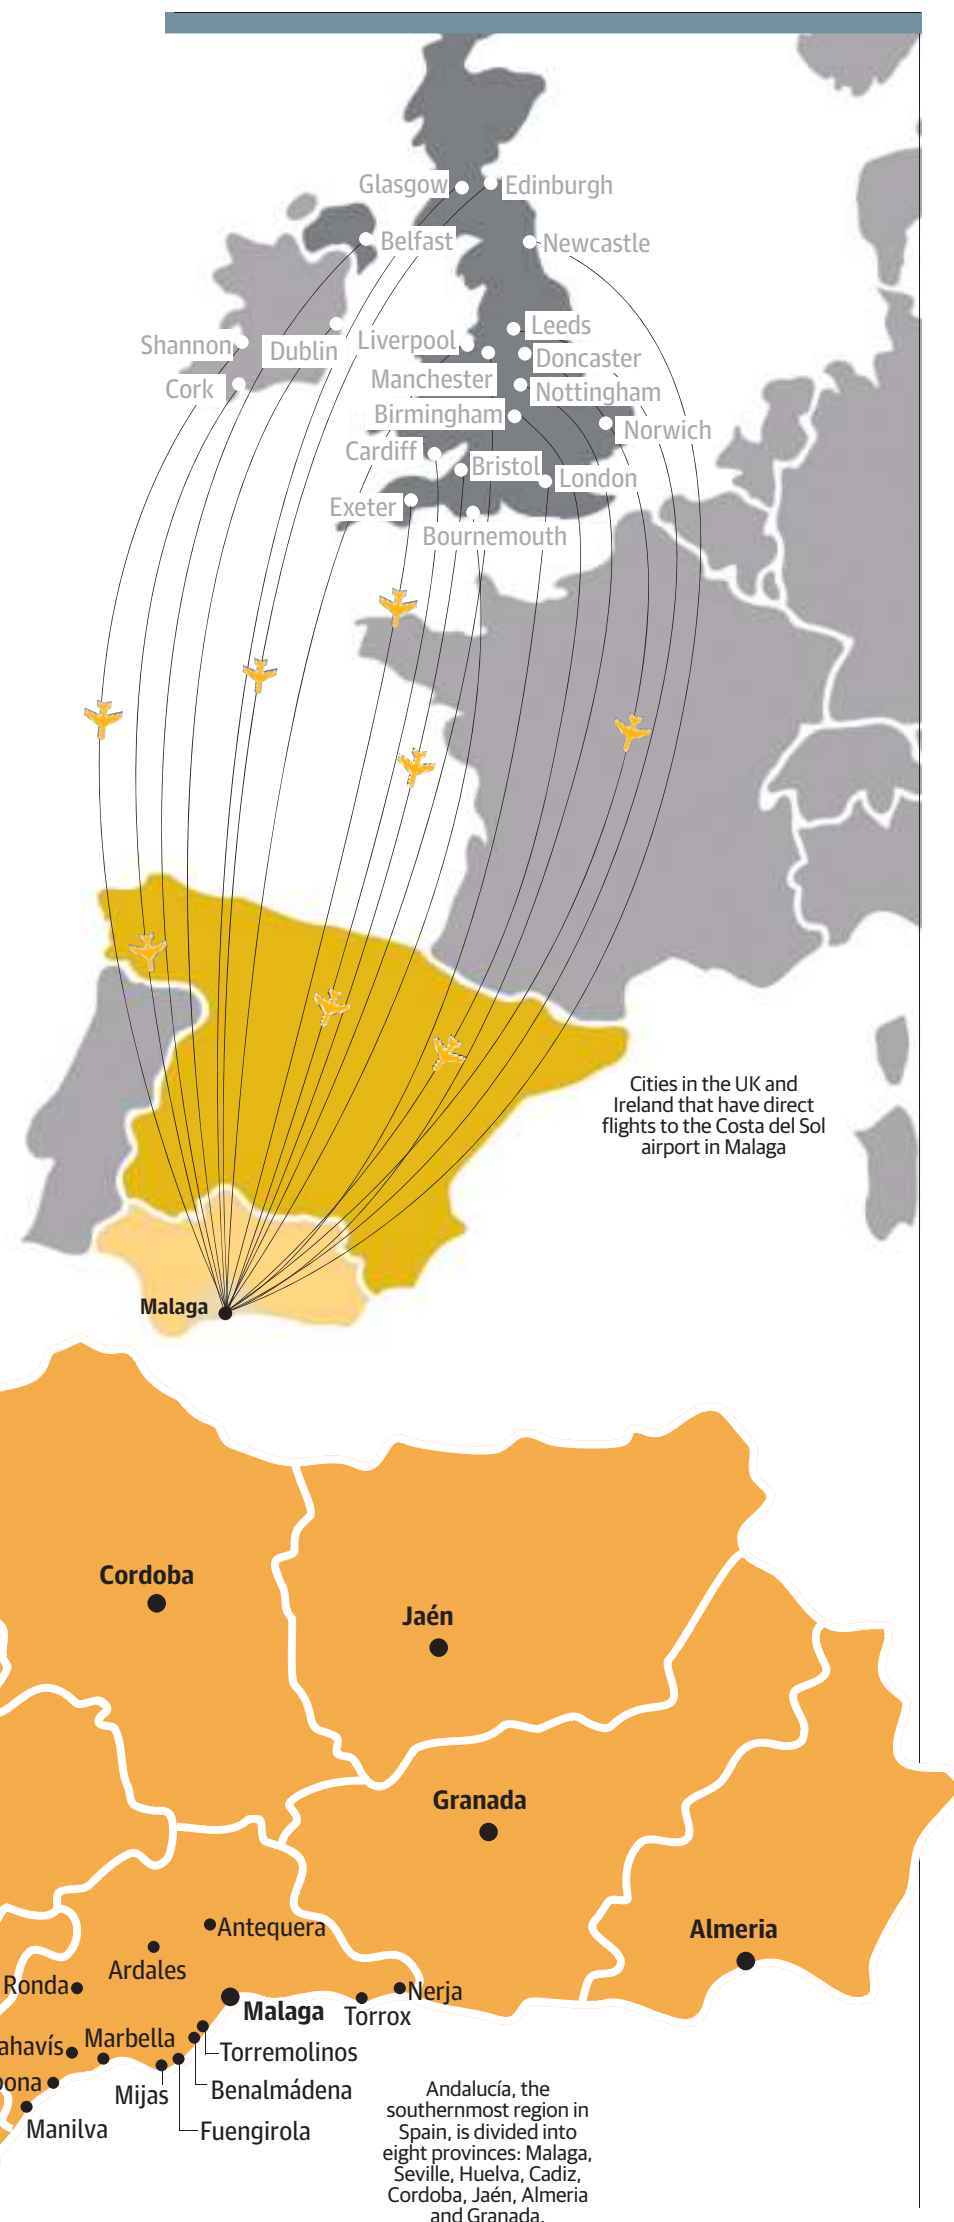 Glasgow
Edinburgh
Belfast
Newcastle
Leeds
Shannon
Dublin
Liverpool
Doncaster
Cork
Manchester
Nottingham
Birmingham
Norwich
Cardiff
Bristol
London
Exeter
Bournemouth
Cities in the UK and
Ireland that have direct
flights to the Costa del Sol
airport in Malaga
Malaga
Cordoba
Jaén
Granada
Almeria
Antequera
Ardales
Ronda
Nerja
Malaga
Torrox
ahavís
Marbella
Torremolinos
ona
Mijas
Benalmádena
Manilva
Fuengirola
Andalucía, the
southernmost region in
Spain, is divided into
eight provinces: Malaga,
Seville, Huelva, Cadiz,
Cordoba, Jaén, Almeria
and Granada.